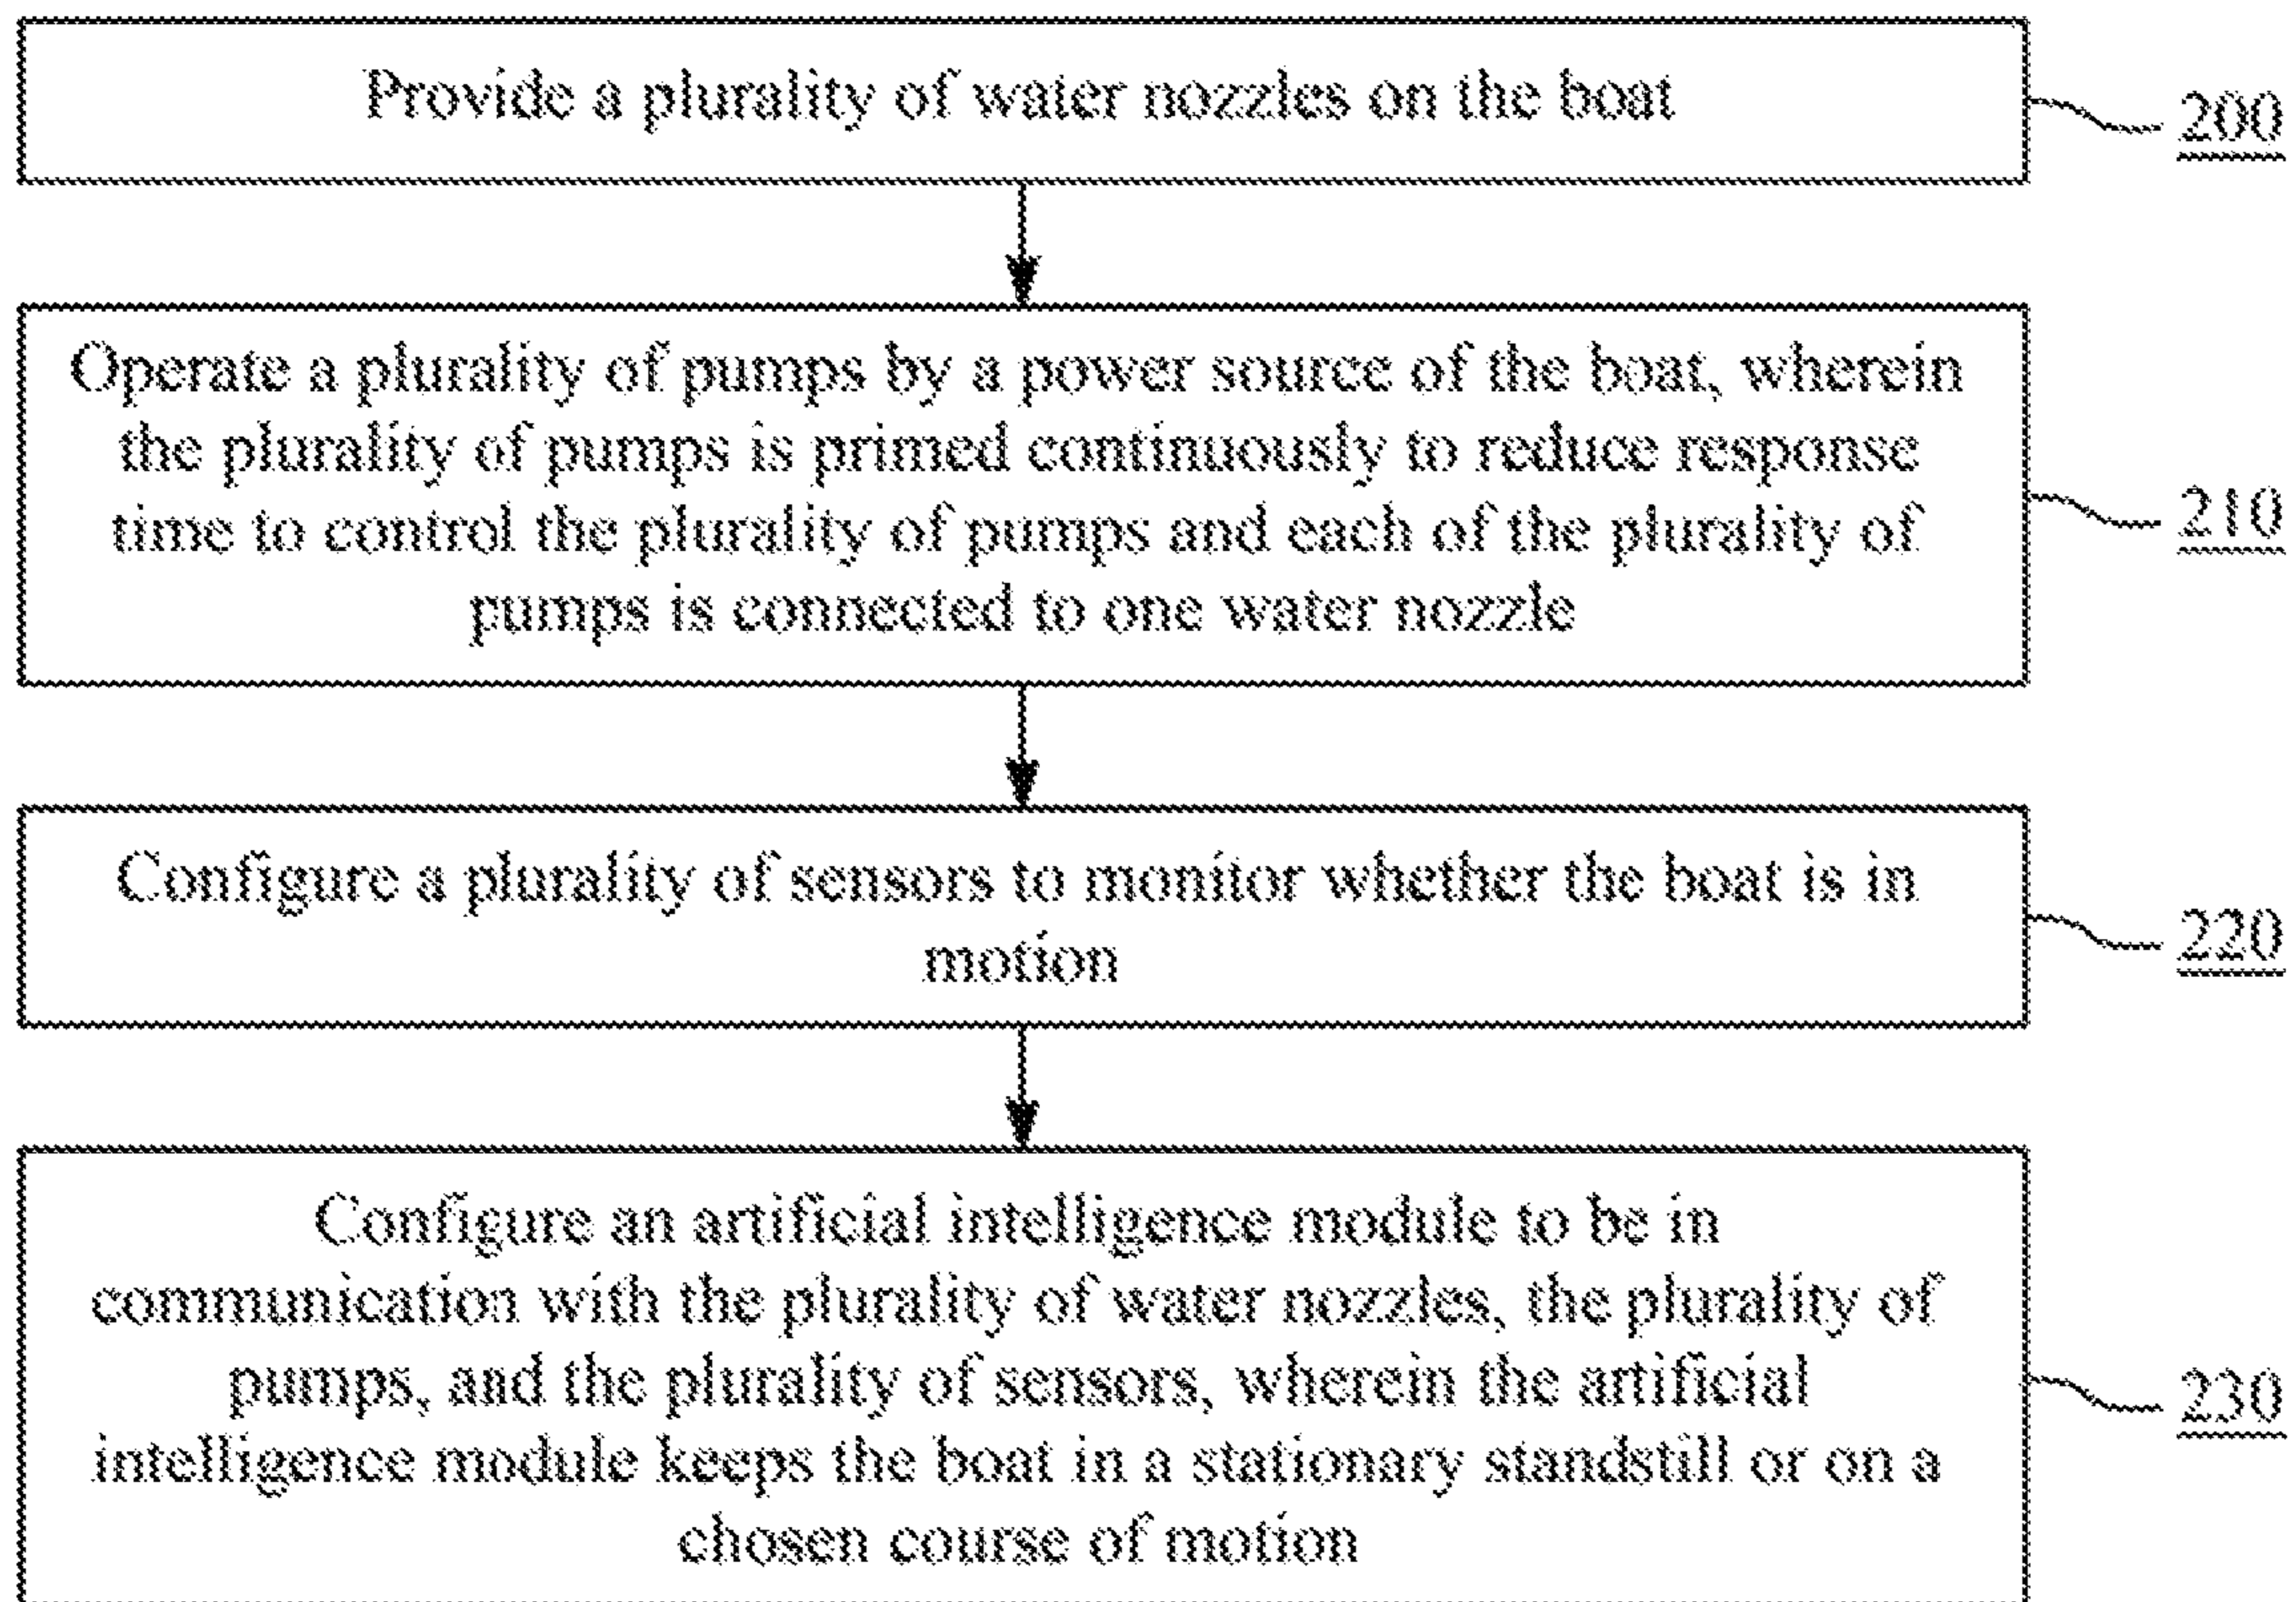 Provide a plurality of water nozzles on the boat
200
Operate a plurality of pumps by a power source of the boat, wherein
the plurality of pumps is primed continuously to reduce response
time to control the plurality of pumps and each of the plurality of
pumps is connected to one water nozzle
210
Configure a plurality of sensors to monitor whether the boat is in
motion
220
Configure an artificial intelligence module to be in
communication with the plurality of water nozzles, the plurality of
pumps, and the plurality of sensors, wherein the artificial
intelligence module keeps the boat in a stationary standstill or on a
chosen course of motion
230